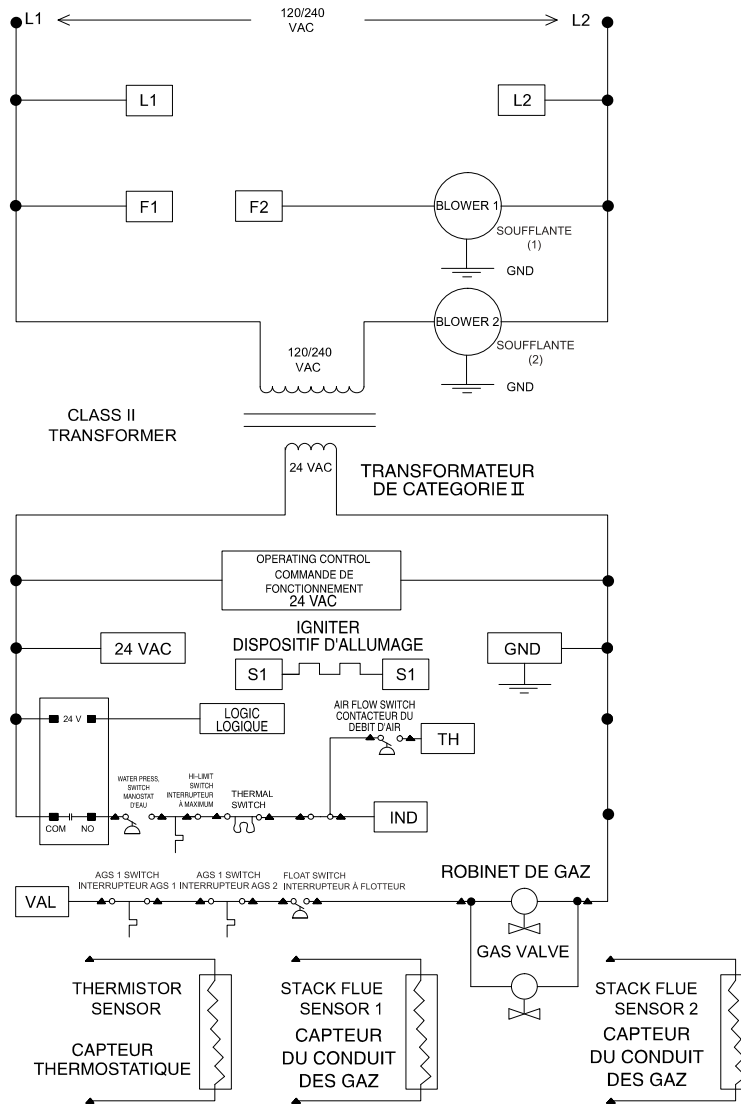 L1
120/240
VAC
L2
L1
L2
F1
F2
BLOWER 1
SOUFFLANTE
(1)
GND
BLOWER 2
SOUFFLANTE
(2)
GND
120/240
VAC
CLASS II
TRANSFORMER
24 VAC
TRANSFORMATEUR
DE CATEGORIE II
OPERATING CONTROL
COMMANDE DE
FONCTIONNEMENT
24 VAC
IGNITER
DISPOSITIF D'ALLUMAGE
24 VAC
GND
S1
S1
24 V
LOGIC
LOGIQUE
AIR FLOW SWITCH
CONTACTEUR DU
DEBIT D'AIR
TH
WATER PRESS.
SWITCH
MANOSTAT
D'EAU
HI-LIMIT
SWITCH
INTERRUPTEUR
À MAXIMUM
THERMAL
SWITCH
IND
COM
NO
AGS 1 SWITCH
INTERRUPTEUR AGS 1
AGS 1 SWITCH
INTERRUPTEUR AGS 2
FLOAT SWITCH
INTERRUPTEUR À FLOTTEUR
VAL
ROBINET DE GAZ
GAS VALVE
THERMISTOR
SENSOR
CAPTEUR
THERMOSTATIQUE
STACK FLUE
SENSOR 1
CAPTEUR
DU CONDUIT
DES GAZ
STACK FLUE
SENSOR 2
CAPTEUR
DU CONDUIT
DES GAZ